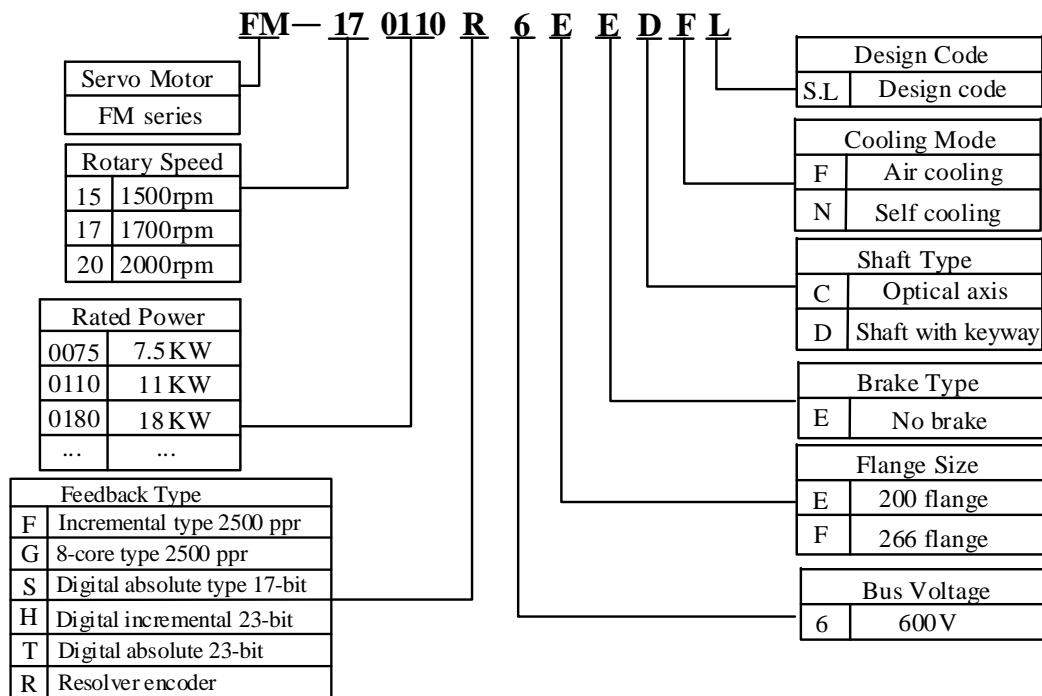 FM— 17 0110 R 6 E E D F L
Servo Motor
FM series
Rotary Speed
15 1500rpm
17 1700rpm
20 2000rpm
Rated Power
0075 7.5KW
0110 11KW
0180 18KW
... ...
Feedback Type
F Incremental type 2500 ppr
G 8-core type 2500 ppr
S Digital absolute type 17-bit
H Digital incremental 23-bit
T Digital absolute 23-bit
R Resolver encoder
Design Code
S.L Design code
Cooling Mode
F Air cooling
N Self cooling
Shaft Type
C Optical axis
D Shaft with keyway
Brake Type
E No brake
Flange Size
E 200 flange
F 266 flange
Bus Voltage
6 600V